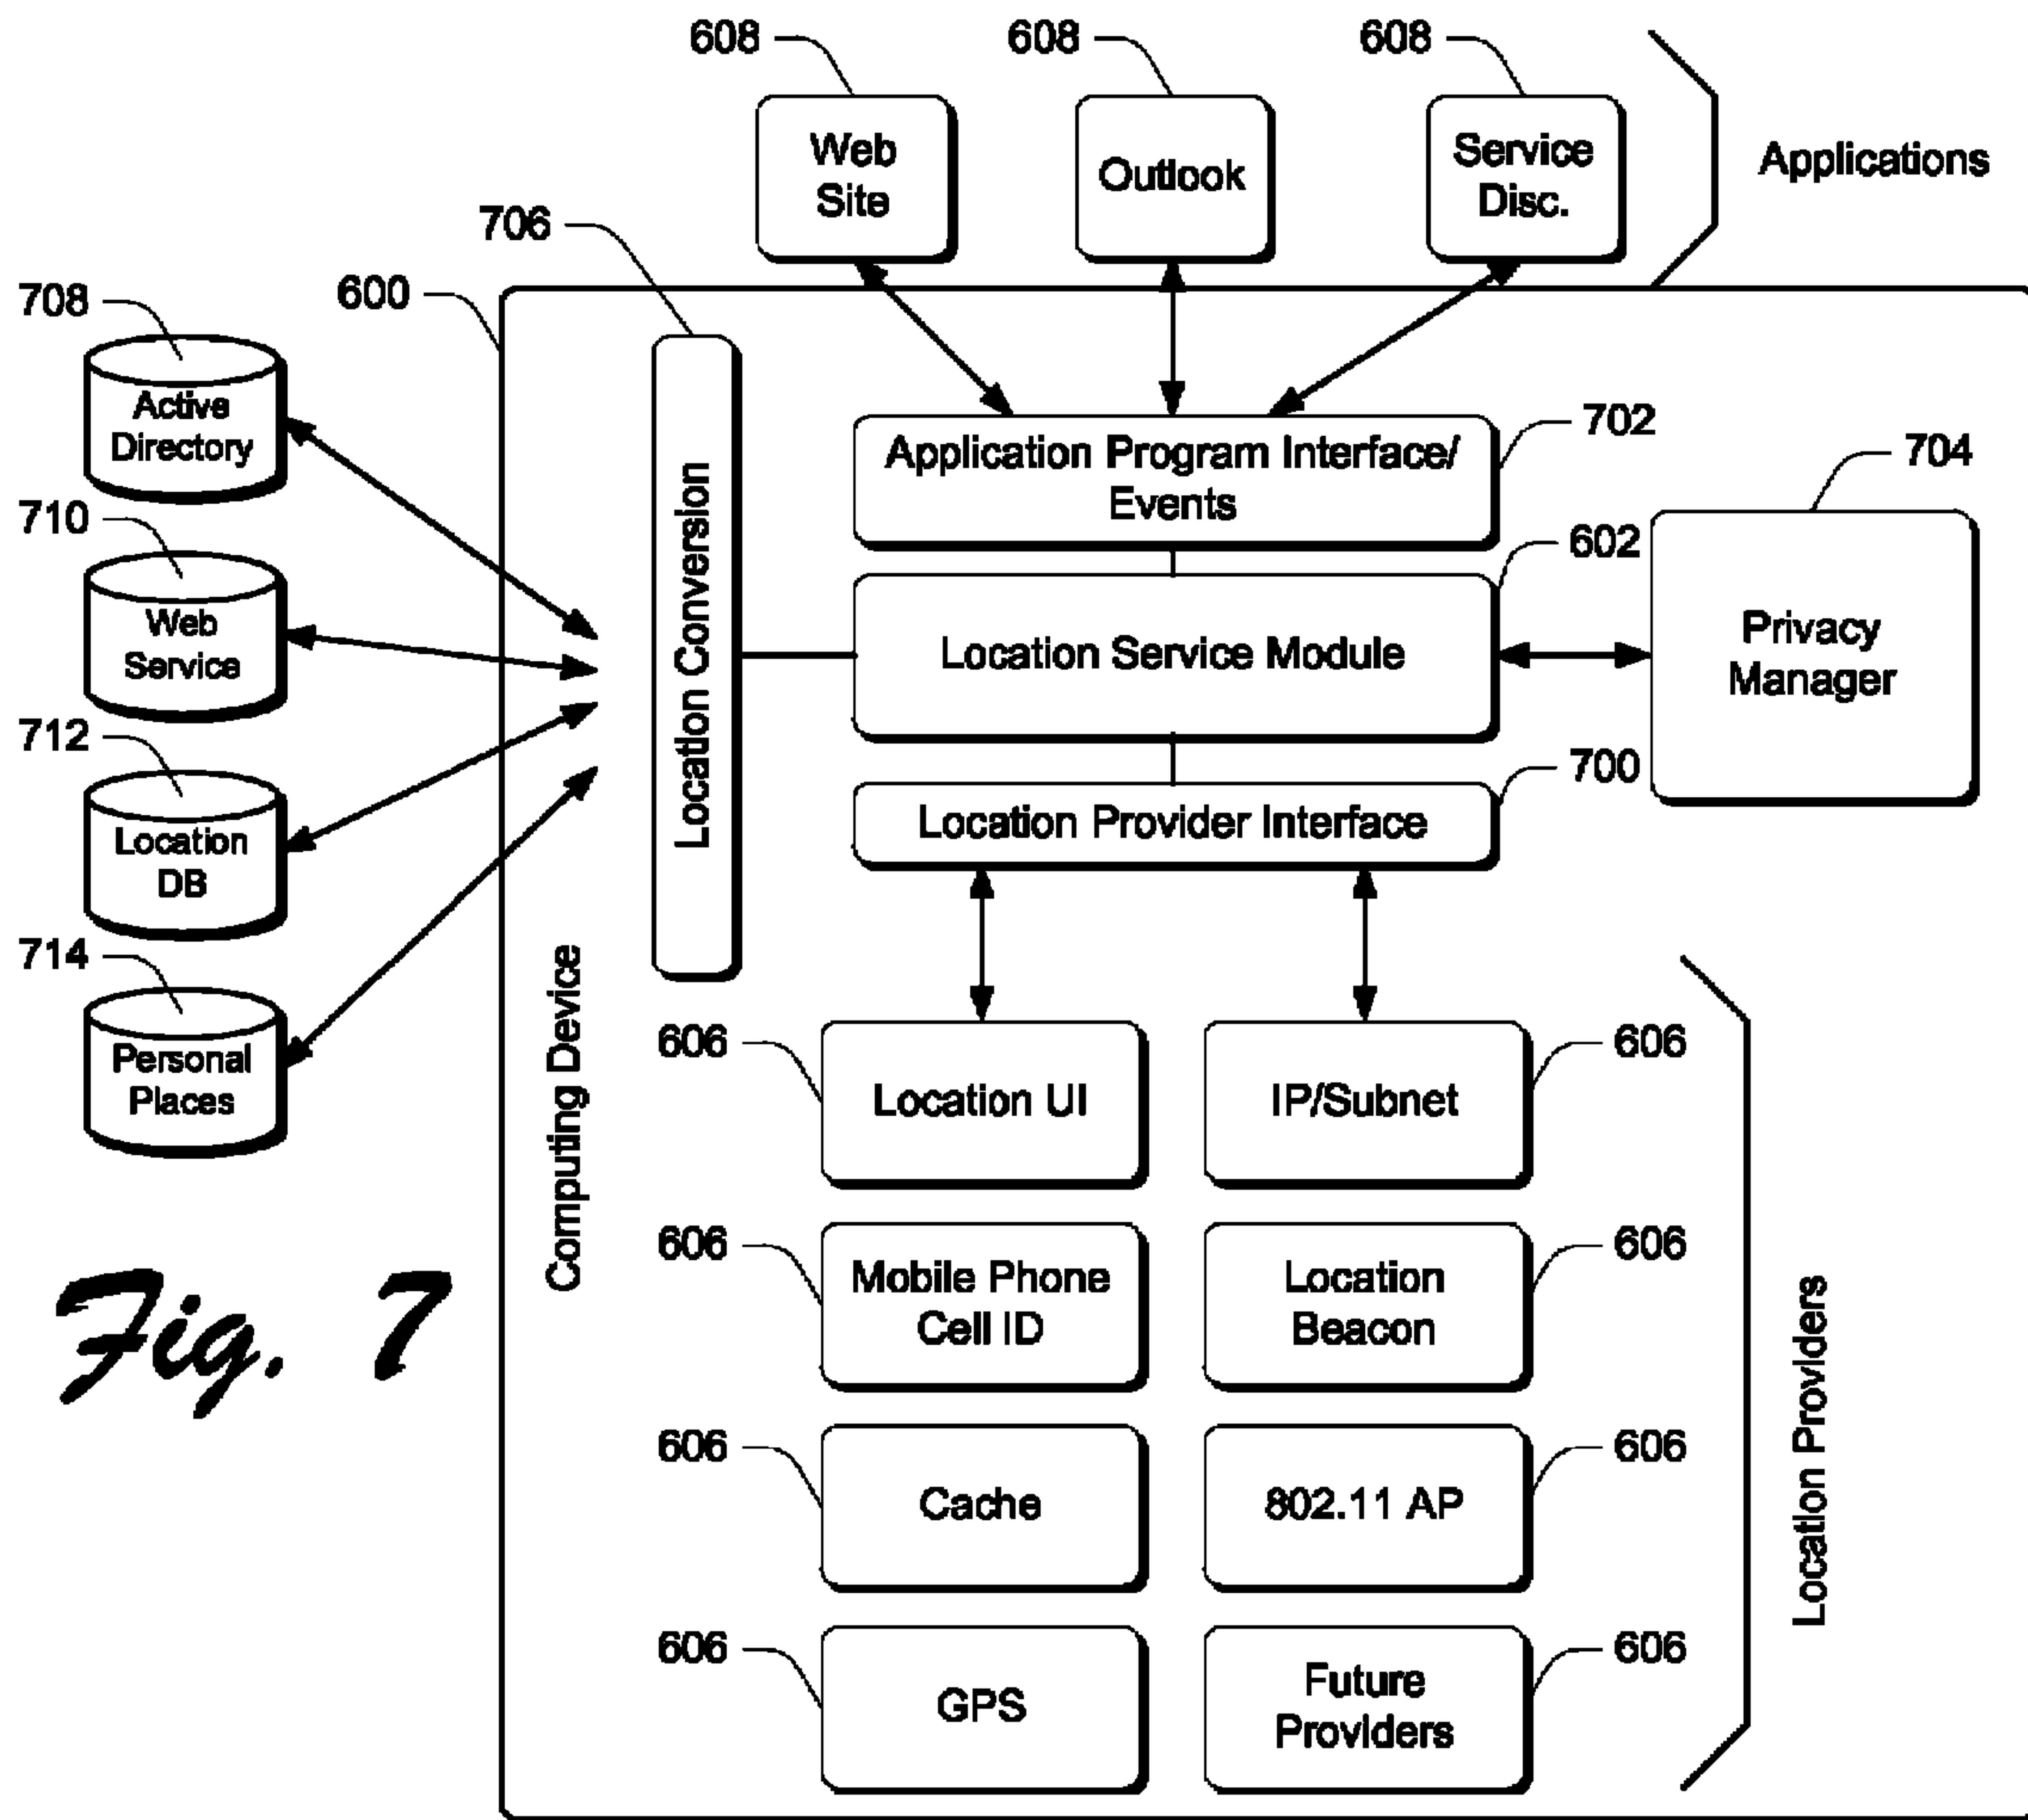 608
608
608
Web
Site
Outlook
Service
Disc.
Applications
706
600
708
Active
Directory
710
Web
Service
712
Location
DB
714
Personal
Places
Computing Device
Location Conversion
Application Program Interface/
Events
702
704
Privacy
Manager
602
Location Service Module
700
Location Provider Interface
606
Location UI
IP/Subnet
606
606
Mobile Phone
Cell ID
Location
Beacon
606
606
Cache
802.11 AP
606
606
GPS
Future
Providers
606
Location Providers
Fig. 7